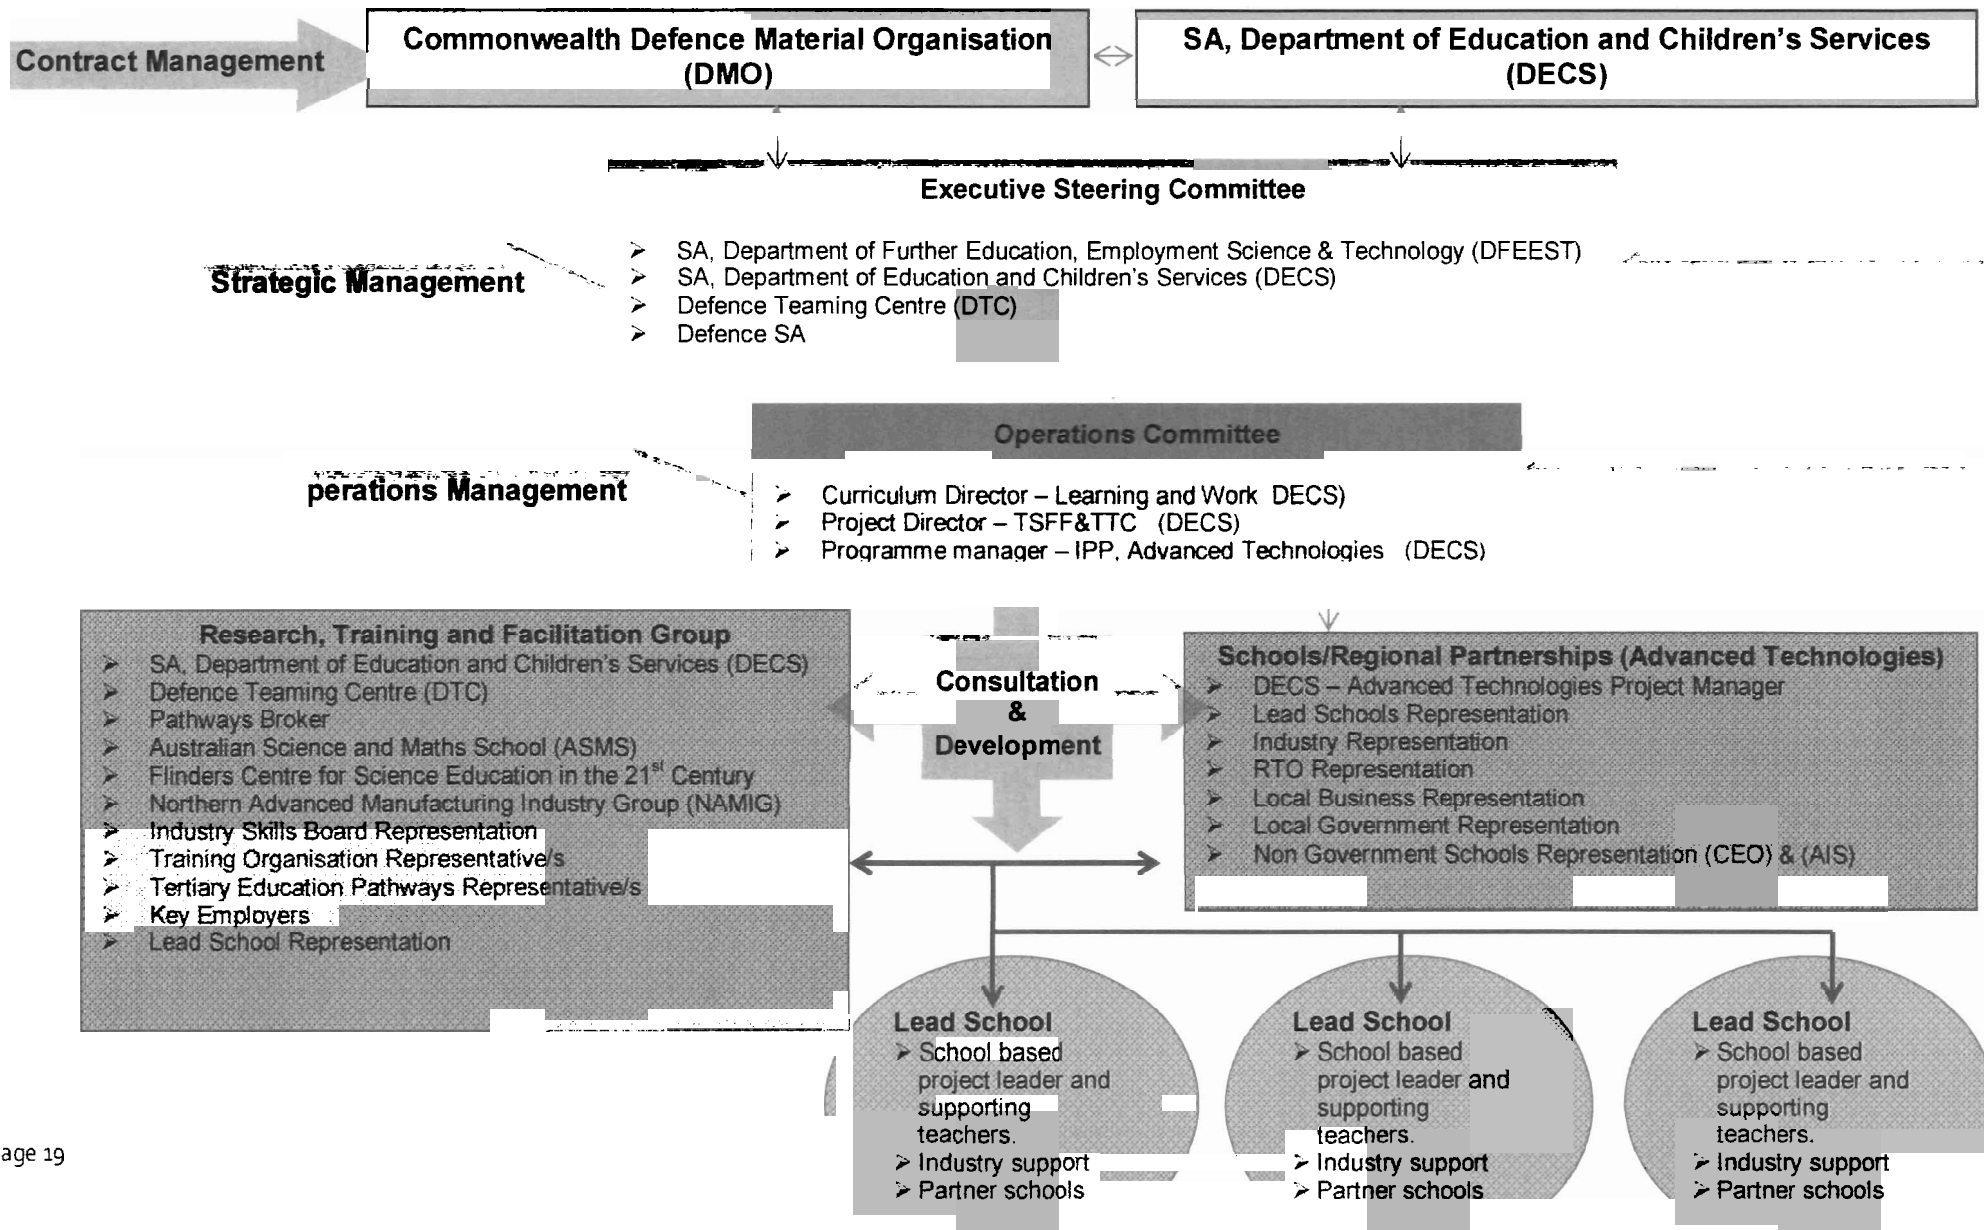 Contract Management
Commonwealth Defence Material Organisation
(DMO)
SA, Department of Education and Children's Services
(DECS)
Executive Steering Committee
Strategic Management
➢ SA, Department of Further Education, Employment Science & Technology (DFEEST)
➢ SA, Department of Education and Children's Services (DECS)
➢ Defence Teaming Centre (DTC)
➢ Defence SA
Operations Committee
perations Management
➢ Curriculum Director – Learning and Work DECS)
➢ Project Director – TSFF&TTC (DECS)
➢ Programme manager – IPP, Advanced Technologies (DECS)
Research, Training and Facilitation Group
➢ SA, Department of Education and Children's Services (DECS)
➢ Defence Teaming Centre (DTC)
➢ Pathways Broker
➢ Australian Science and Maths School (ASMS)
➢ Flinders Centre for Science Education in the 21st Century
➢ Northern Advanced Manufacturing Industry Group (NAMIG)
➢ Industry Skills Board Representation
➢ Training Organisation Representative/s
➢ Tertiary Education Pathways Representative/s
➢ Key Employers
➢ Lead School Representation
Consultation
&
Development
Schools/Regional Partnerships (Advanced Technologies)
➢ DECS – Advanced Technologies Project Manager
➢ Lead Schools Representation
➢ Industry Representation
➢ RTO Representation
➢ Local Business Representation
➢ Local Government Representation
➢ Non Government Schools Representation (CEO) & (AIS)
Lead School
➢ School based
project leader and
supporting
teachers.
➢ Industry support
➢ Partner schools
Lead School
➢ School based
project leader and
supporting
teachers.
➢ Industry support
➢ Partner schools
Lead School
➢ School based
project leader and
supporting
teachers.
➢ Industry support
➢ Partner schools
age 19